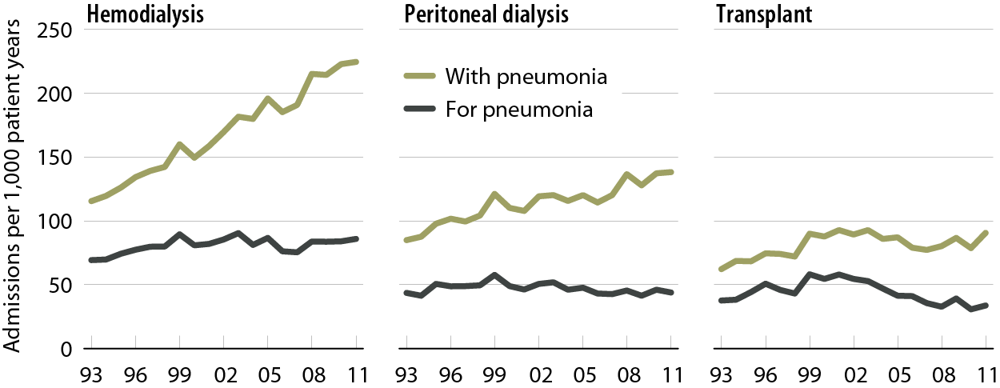 Hemodialysis
Peritoneal dialysis
Transplant
Admissions per 1,000 patient years
250
200
150
100
50
0
With pneumonia
For pneumonia
93 96 99 02 05 08 11
93 96 99 02 05 08 11
93 96 99 02 05 08 11